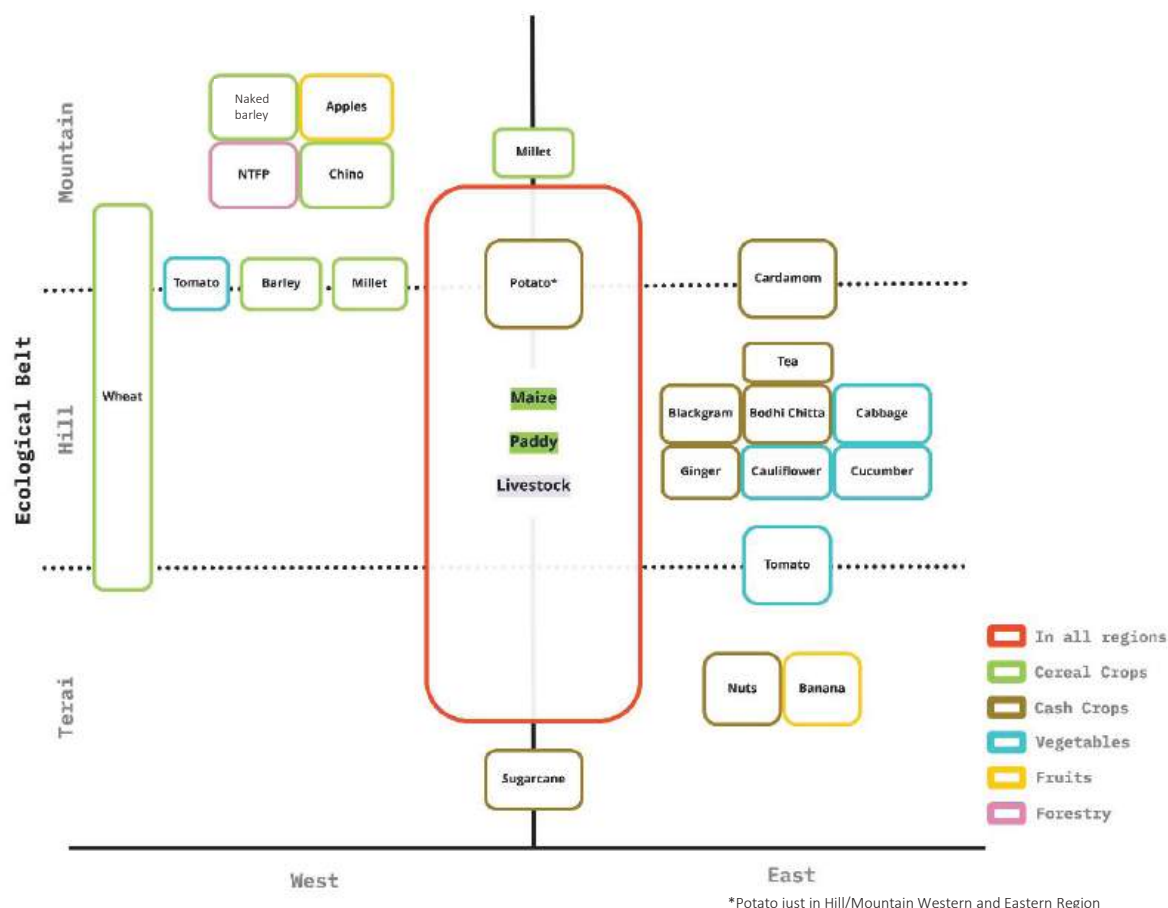 Mountain
Naked
barley
Apples
NTFP
Chino
Millet
Tomato
Barley
Millet
Potato*
Cardamom
Ecological Belt
Hill
Wheat
Maize
Paddy
Livestock
Tea
Blackgram
Bodhi Chitta
Cabbage
Ginger
Cauliflower
Cucumber
Tomato
Terai
Nuts
Banana
Sugarcane
In all regions
Cereal Crops
Cash Crops
Vegetables
Fruits
Forestry
West
East
*Potato just in Hill/Mountain Western and Eastern Region